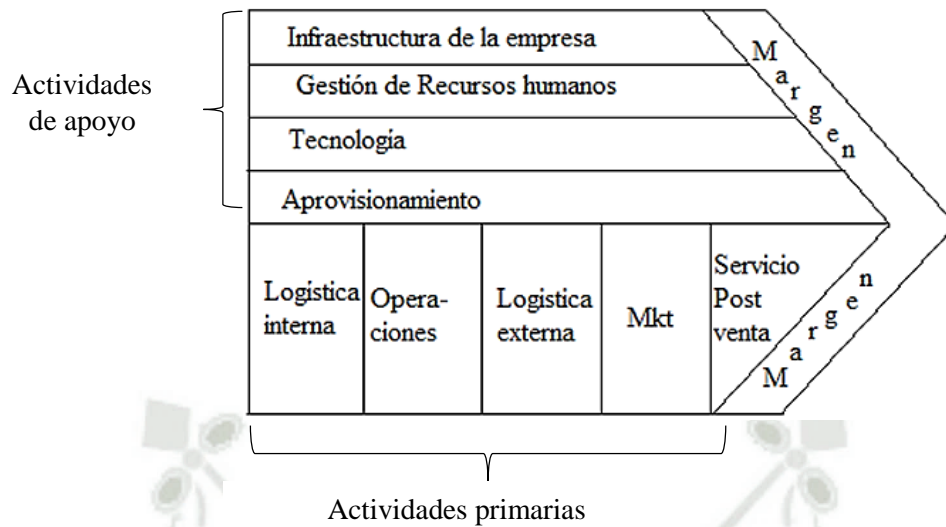 Actividades
de apoyo
Infraestructura de la empresa
Gestión de Recursos humanos
Tecnología
Aprovisionamiento
Margen
Logística
interna
Opera-
ciones
Logistica
externa
Mkt
Servicio
Post
venta
Margen
Actividades primarias